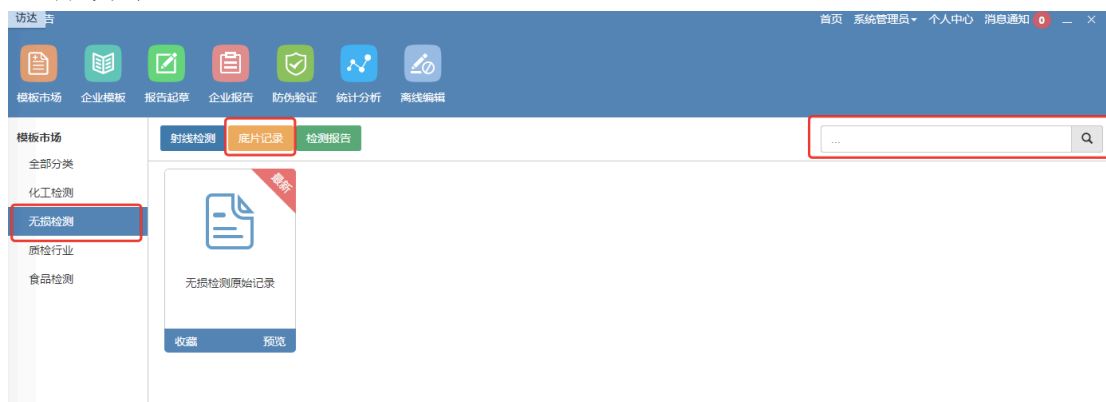 访达 告
首页 系统管理员 个人中心 消息通知 0
模板市场 企业模板 报告起草 企业报告 防伪验证 统计分析 离线编辑
模板市场
全部分类
化工检测
无损检测
质检行业
食品检测
射线检测 底片记录 检测报告
...
最新
无损检测原始记录
收藏 预览